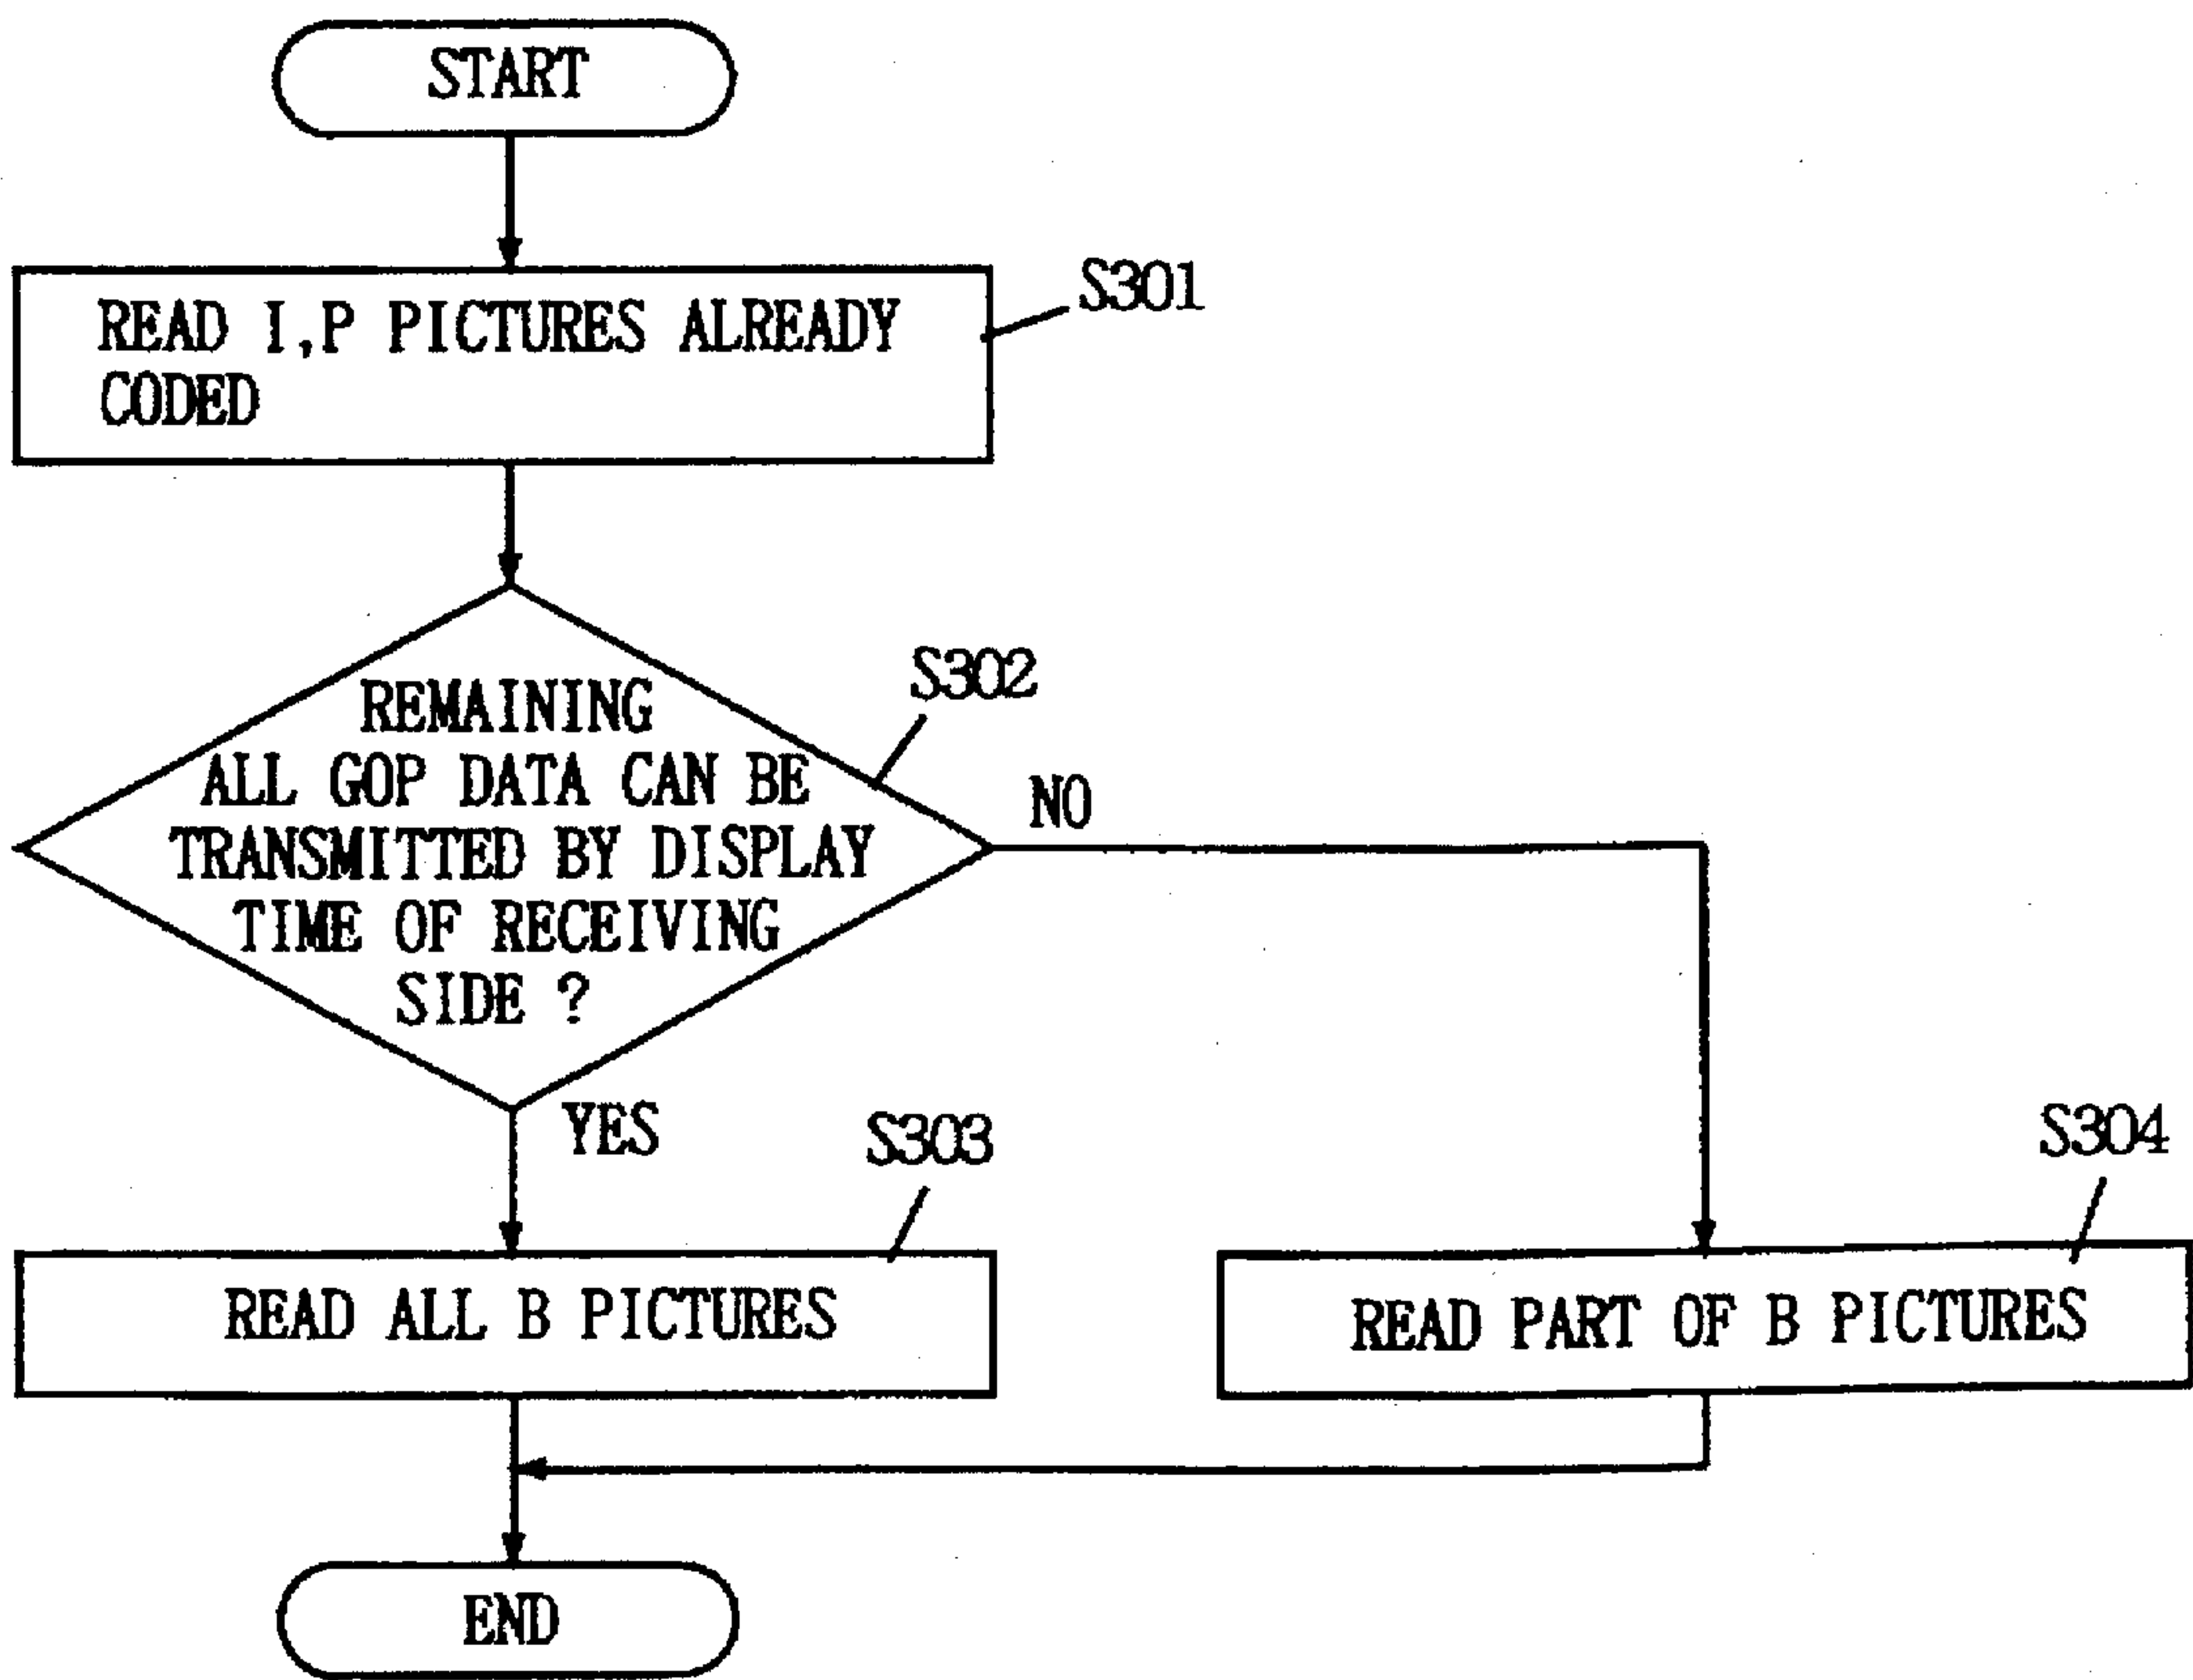 START
S301
READ I,P PICTURES ALREADY
CODED
S302
REMAINING
ALL GOP DATA CAN BE
TRANSMITTED BY DISPLAY
TIME OF RECEIVING
SIDE ?
NO
YES
S303
S304
READ ALL B PICTURES
READ PART OF B PICTURES
END